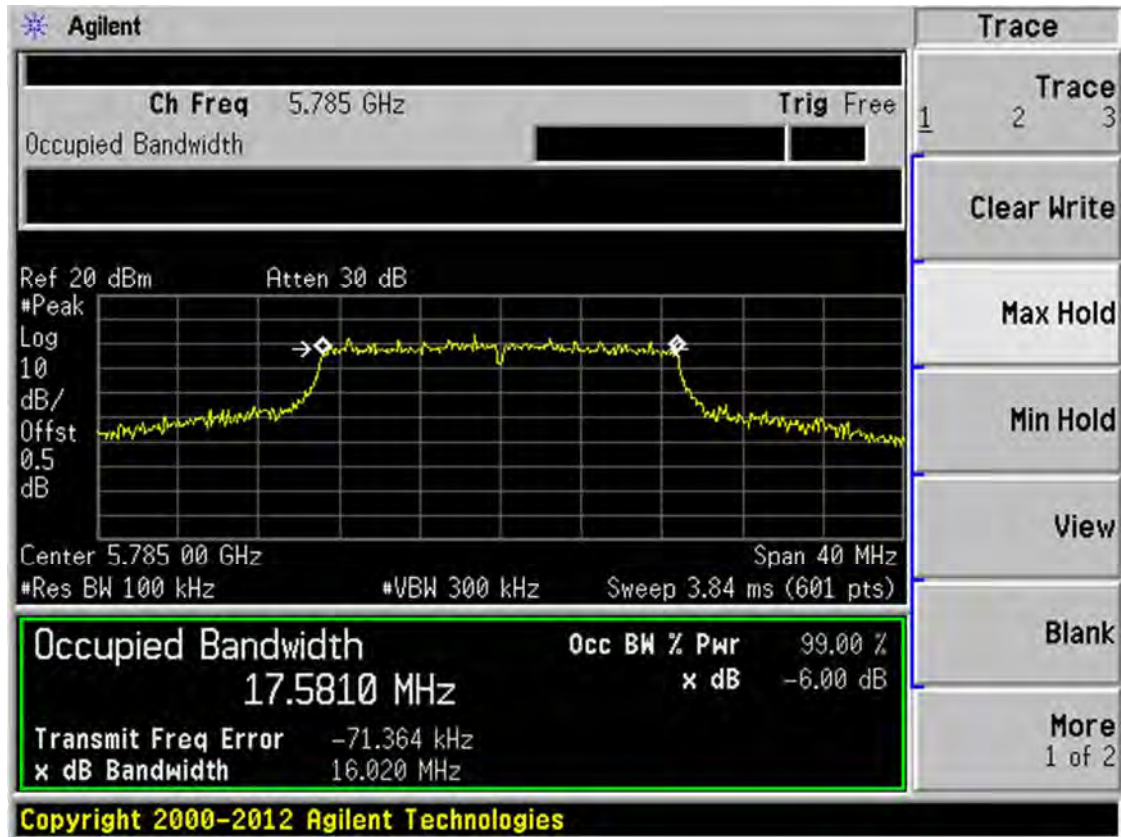 Agilent
Trace
Ch Freq 5.785 GHz Trig Free
Occupied Bandwidth
Trace
1 2 3
Clear Write
Max Hold
Min Hold
View
Blank
More
1 of 2
Ref 20 dBm Atten 30 dB
#Peak
Log
10
dB/
Offst
0.5
dB
Center 5.785 00 GHz Span 40 MHz
#Res BW 100 kHz #VBW 300 kHz Sweep 3.84 ms (601 pts)
Occupied Bandwidth
17.5810 MHz
Occ BW % Pwr 99.00 %
x dB -6.00 dB
Transmit Freq Error -71.364 kHz
x dB Bandwidth 16.020 MHz
Copyright 2000-2012 Agilent Technologies